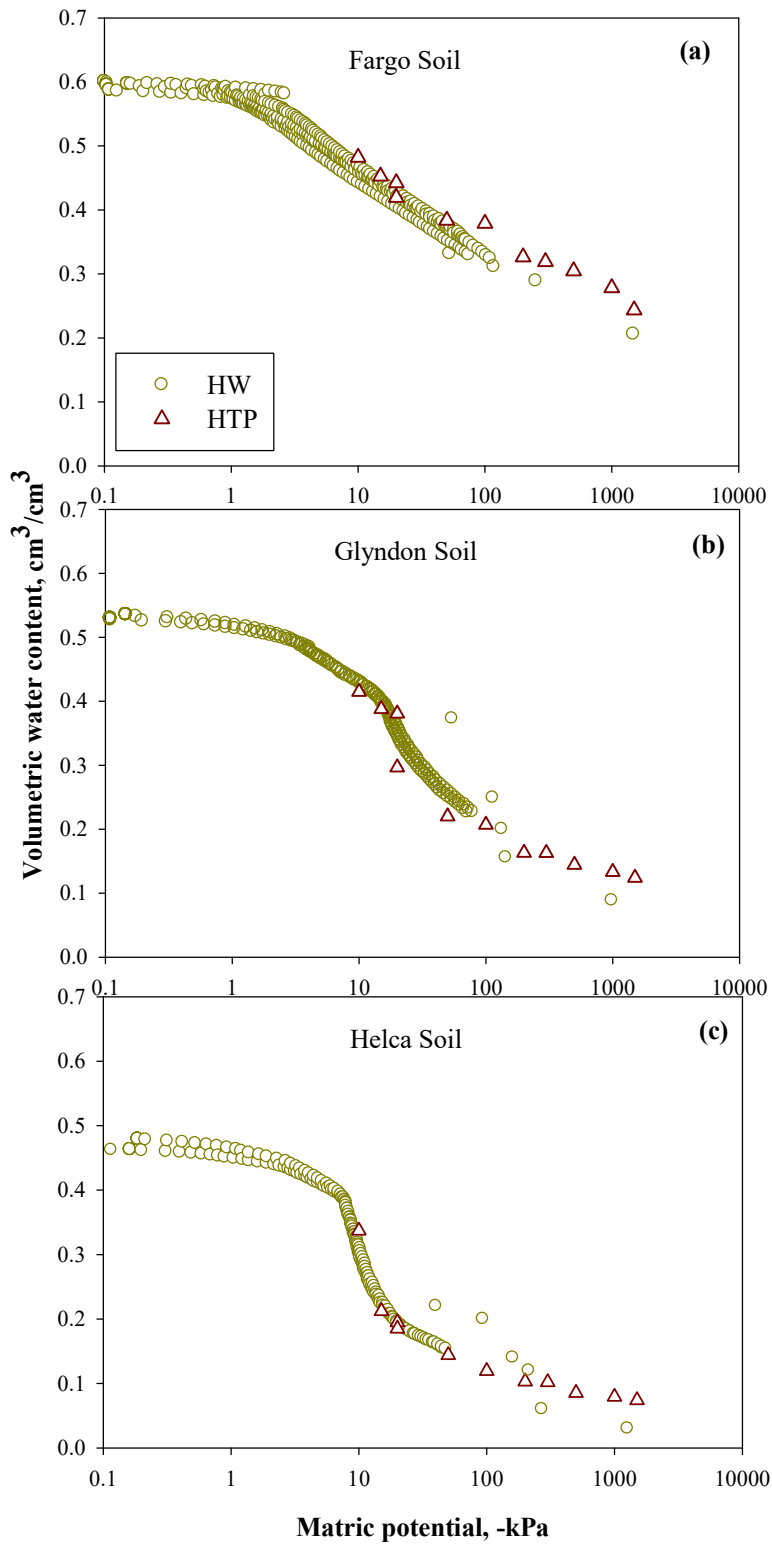 0.7
(a)
Fargo Soil
0.6
0.5
0.4
0.3
0.2
HW
0.1
HTP
0.0
0.1 1 10 100 1000 10000
Volumetric water content, cm³/cm³
0.7
Glyndon Soil
(b)
0.6
0.5
0.4
0.3
0.2
0.1
0.0
0.1 1 10 100 1000 10000
0.7
Helca Soil
(c)
0.6
0.5
0.4
0.3
0.2
0.1
0.0
0.1 1 10 100 1000 10000
Matric potential, -kPa